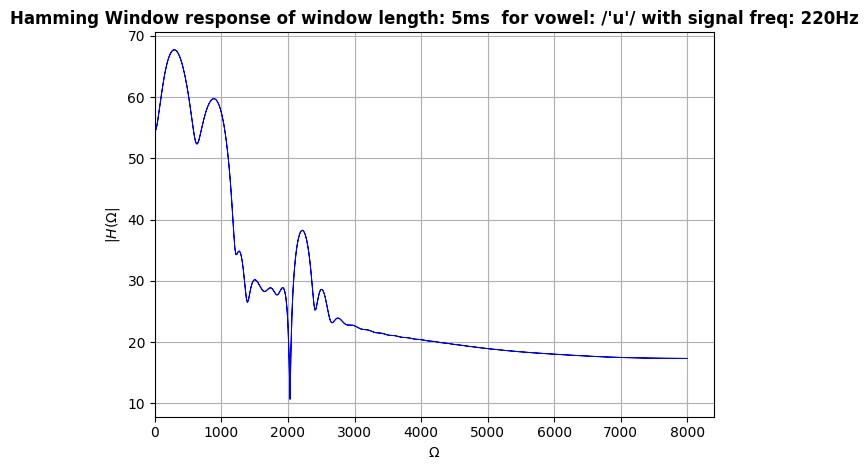 Hamming Window response of window length: 5ms  for vowel: /'u'/ with signal freq: 220Hz
70
60
50
40
30
20
10
|H(Ω|
0 1000 2000 3000 4000 5000 6000 7000 8000
Ω